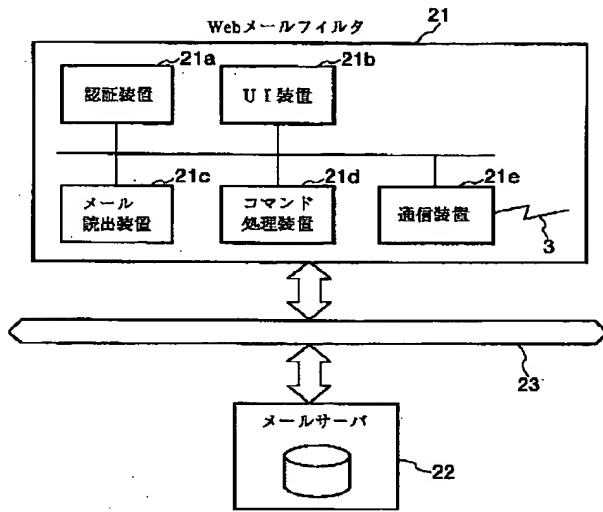 Webメールフィルタ
21
21a
21b
認証装置
UI装置
21c
21d
21e
メール
読出装置
コマンド
処理装置
通信装置
3
23
メールサーバ
22